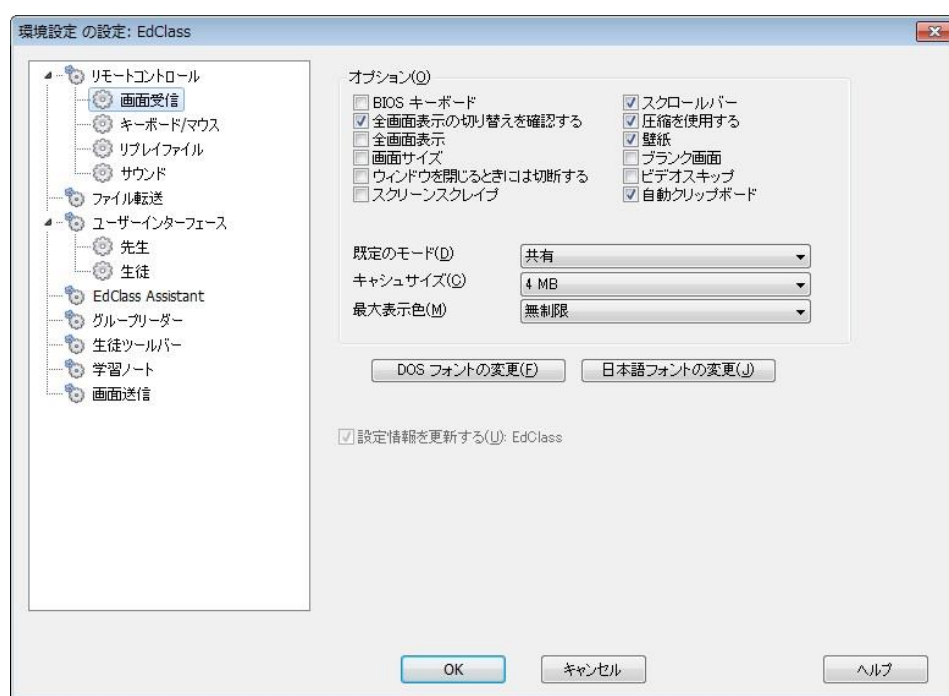 環境設定 の設定: EdClass
リモートコントロール
画面受信
キーボード/マウス
リプレイファイル
サウンド
ファイル転送
ユーザーインターフェース
先生
生徒
EdClass Assistant
グループリーダー
生徒ツールバー
学習ノート
画面送信
オプション(O)
BIOS キーボード
全画面表示の切り替えを確認する
全画面表示
画面サイズ
ウィンドウを閉じるときには切断する
スクリーンスクレイプ
スクロールバー
圧縮を使用する
壁紙
ブランク画面
ビデオスキップ
自動クリップボード
既定のモード(D)
共有
キャシュサイズ(C)
4 MB
最大表示色(M)
無制限
DOS フォントの変更(F)
日本語フォントの変更(J)
設定情報を更新する(U): EdClass
OK
キャンセル
ヘルプ